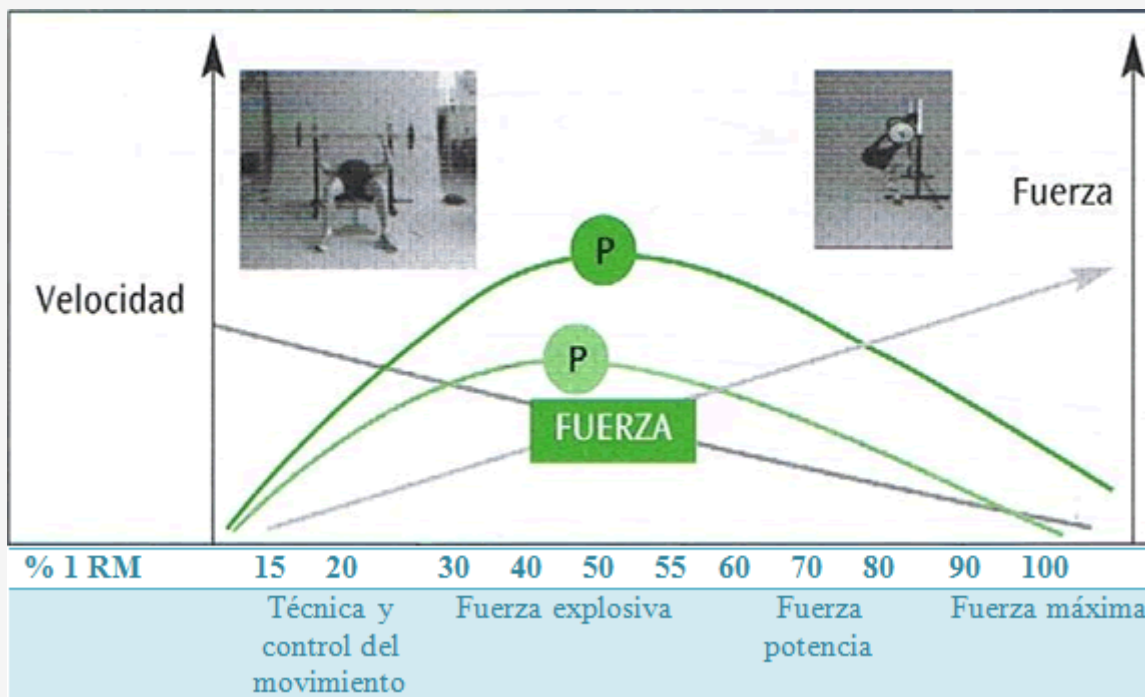 Velocidad
Fuerza
P
P
FUERZA
% 1 RM 15 20 30 40 50 55 60 70 80 90 100
Técnica y control del movimiento
Fuerza explosiva
Fuerza potencia
Fuerza máxima